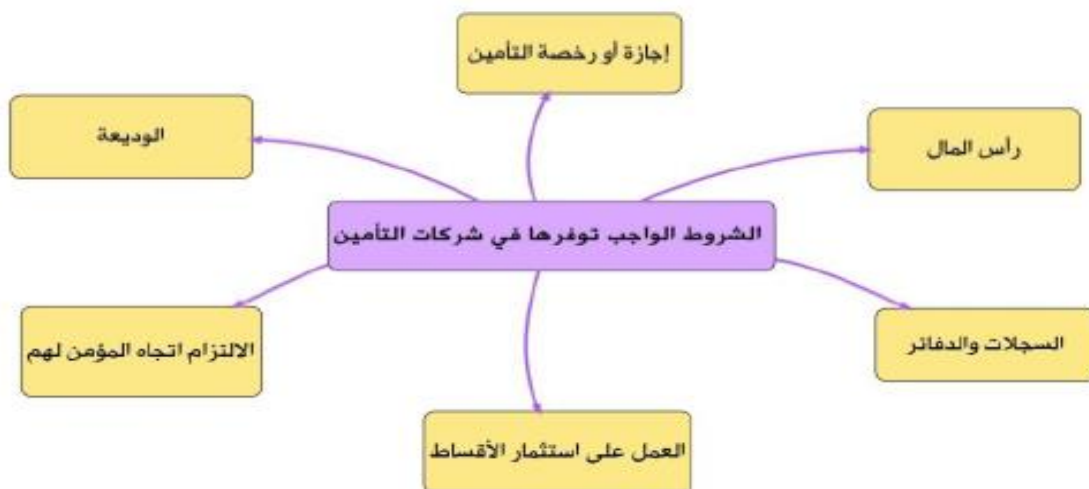 إجازة أو رخصة التأمين
رأس المال
الوديعة
الشروط الواجب توفرها في شركات التأمين
السجلات والدفاتر
الالتزام اتجاه المؤمن لهم
العمل على استثمار الأقساط